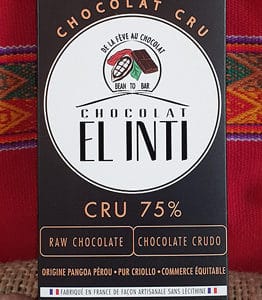 CHOCOLAT CRU
DE LA FÈVE AU CHOCOLAT
BEAN TO BAR
CHOCOLAT
EL INTI
CRU 75%
RAW CHOCOLATE CHOCOLATE CRUDO
ORIGINE PANGOA PÉROU • PUR CRIOLLO • COMMERCE ÉQUITABLE
FABRIQUÉ EN FRANCE DE FAÇON ARTISANALE SANS LÉCITHINE